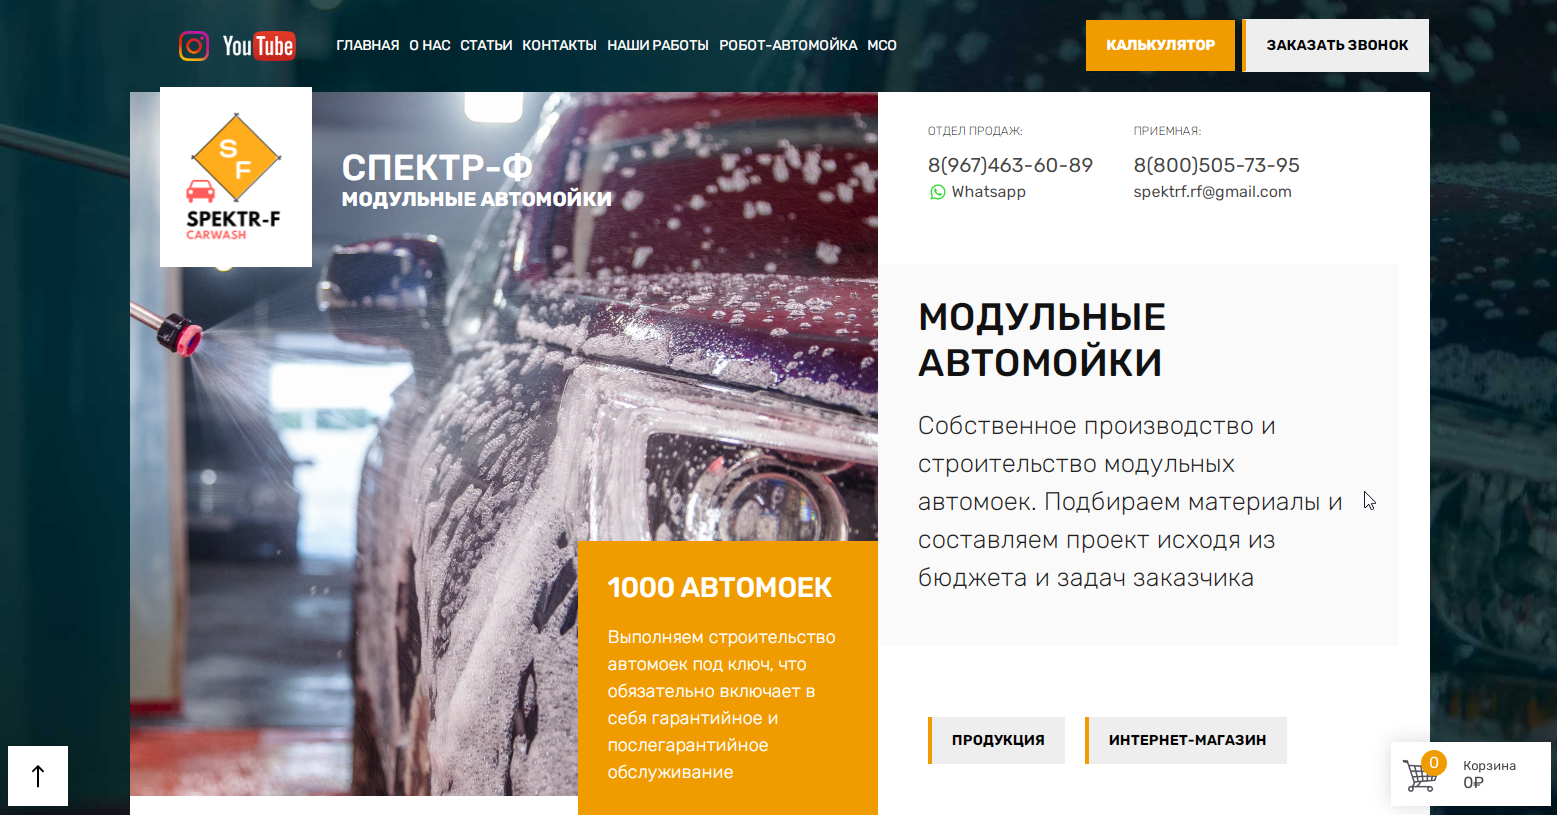 YouTube
ГЛАВНАЯ О НАС СТАТЬИ КОНТАКТЫ НАШИ РАБОТЫ РОБОТ-АВТОМОЙКА МСО
КАЛЬКУЛЯТОР
ЗАКАЗАТЬ ЗВОНОК
S
F
SPEKTR-F
CARWASH
СПЕКТР-Ф
МОДУЛЬНЫЕ АВТОМОЙКИ
ОТДЕЛ ПРОДАЖ:
8(967)463-60-89
Whatsapp
ПРИЕМНАЯ:
8(800)505-73-95
spektrf.rf@gmail.com
МОДУЛЬНЫЕ
АВТОМОЙКИ
Собственное производство и
строительство модульных
автомоек. Подбираем материалы и
составляем проект исходя из
бюджета и задач заказчика
1000 АВТОМОЕК
Выполняем строительство
автомоек под ключ, что
обязательно включает в
себя гарантийное и
послегарантийное
обслуживание
ПРОДУКЦИЯ
ИНТЕРНЕТ-МАГАЗИН
0
Корзина
0₽